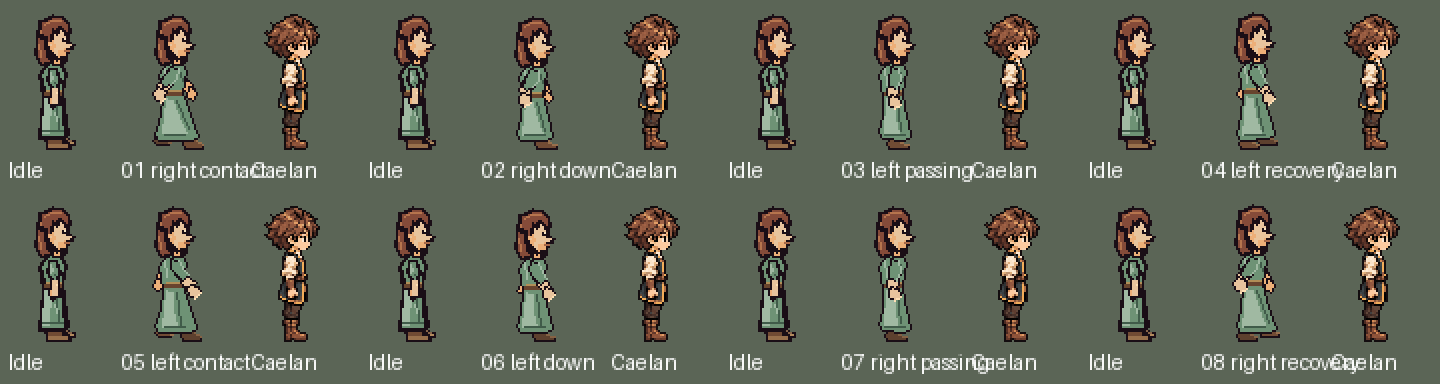 Idle 01 right contact Caelan Idle 02 right down Caelan Idle 03 left passing Caelan Idle 04 left recovery Caelan
Idle 05 left contact Caelan Idle 06 left down Caelan Idle 07 right passing Caelan Idle 08 right recovery Caelan